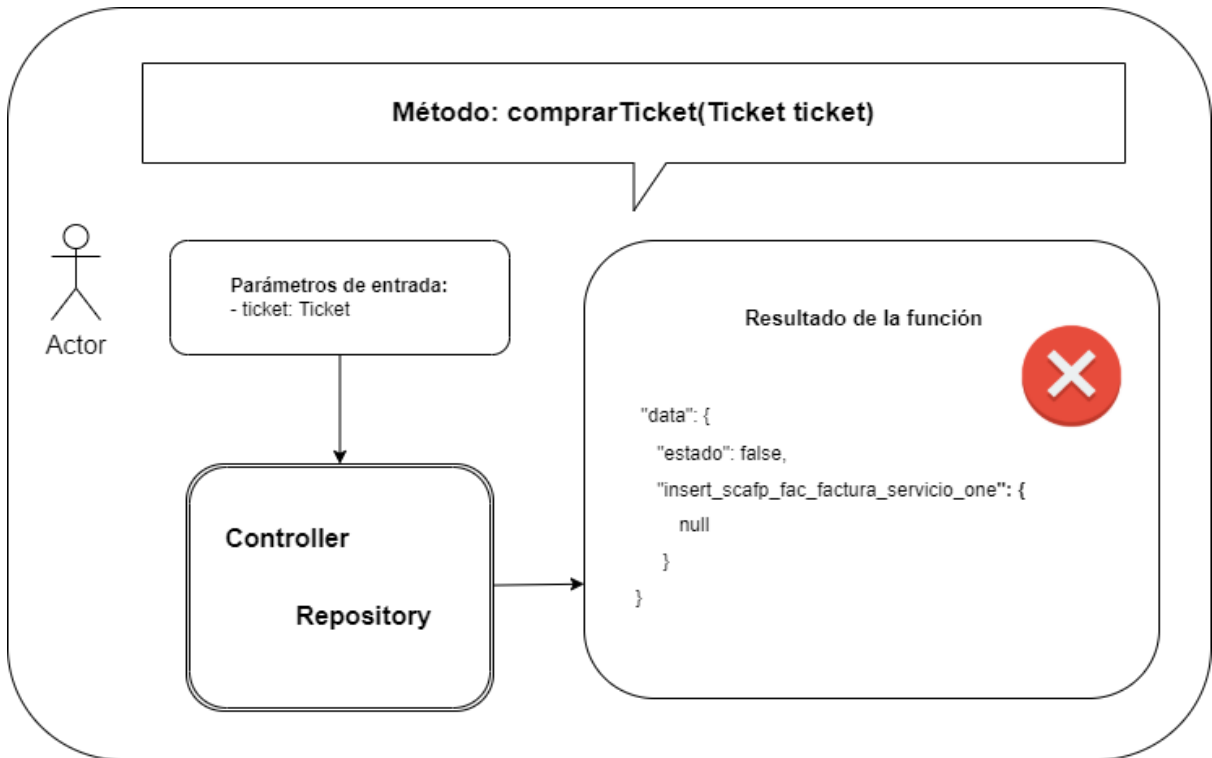 Método: comprarTicket(Ticket ticket)
Actor
Parámetros de entrada:
- ticket: Ticket
Controller
Repository
Resultado de la función
"data": {
"estado": false,
"insert_scafp_fac_factura_servicio_one": {
null
}
}